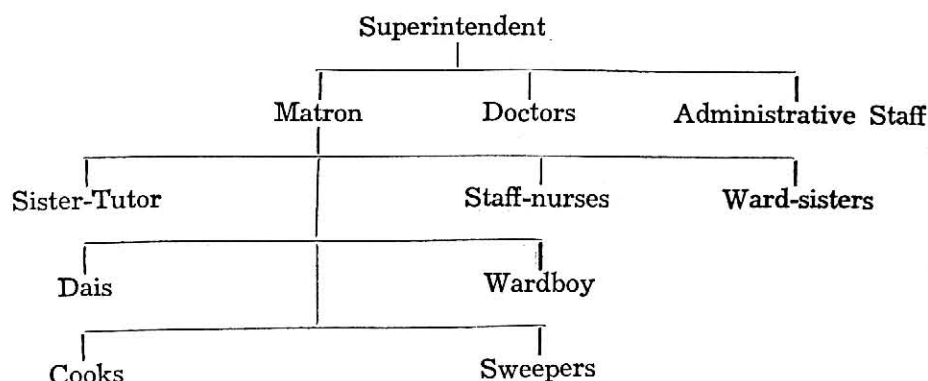 Superintendent
Matron Doctors Administrative Staff
Sister-Tutor Staff-nurses Ward-sisters
Dais Wardboy
Cooks Sweepers